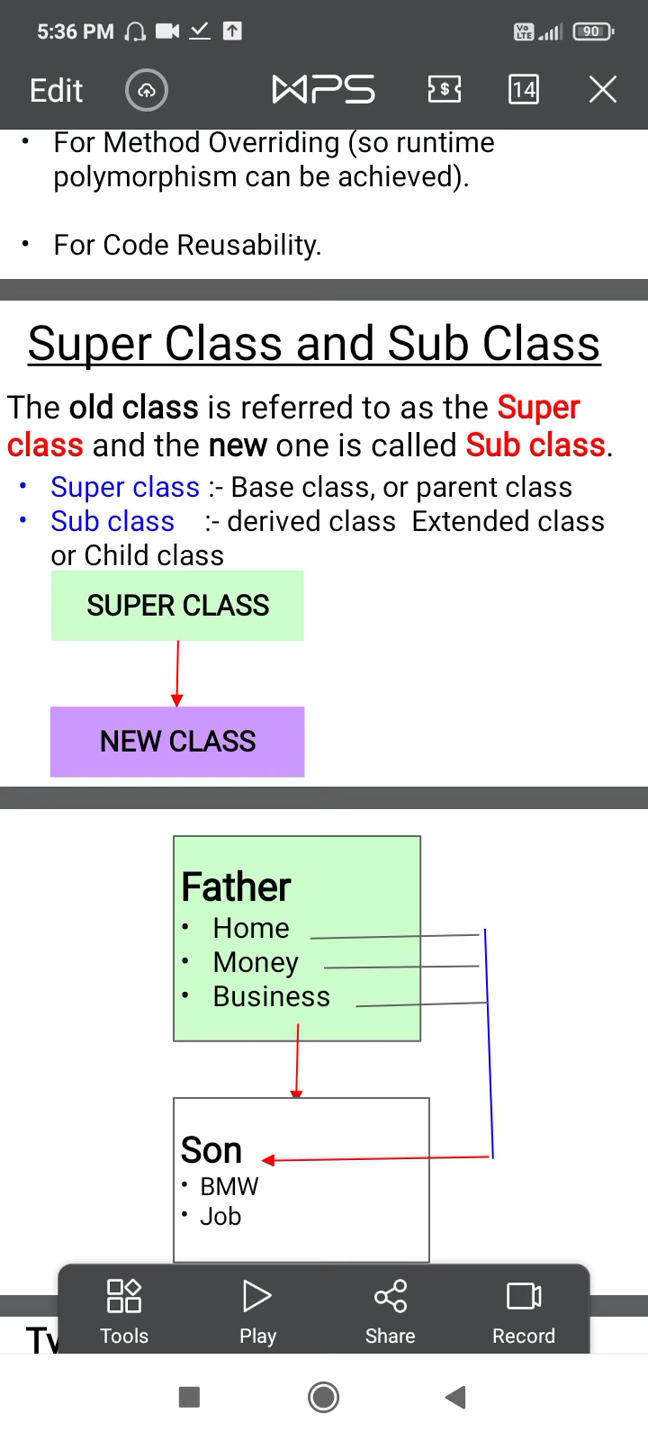 5:36 PM Vo LTE 90
Edit WPS $ 14
• For Method Overriding (so runtime
polymorphism can be achieved).
• For Code Reusability.
Super Class and Sub Class
The old class is referred to as the Super
class and the new one is called Sub class.
• Super class :- Base class, or parent class
• Sub class :- derived class Extended class
or Child class
SUPER CLASS
NEW CLASS
Father
• Home
• Money
• Business
Son
• BMW
• Job
Tools Play Share Record